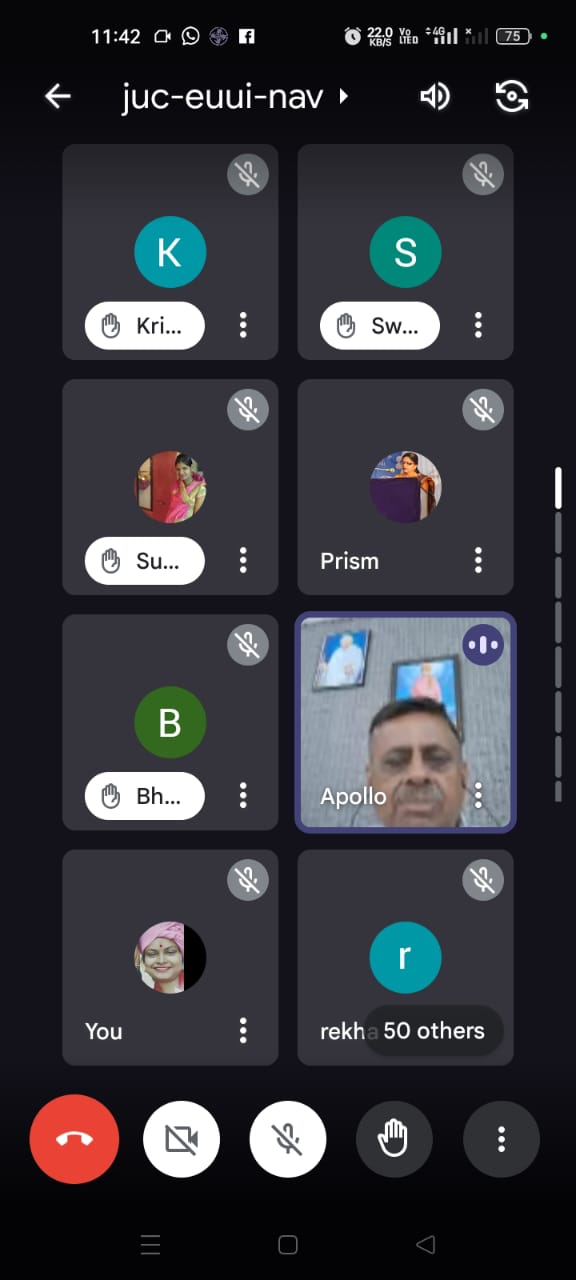 11:42 22.0 KB/S Vo LTED 4G 75
juc-euui-nav
K
S
Kri...
Sw...
Su...
Prism
B
Bh...
Apollo
r
You
rekha 50 others